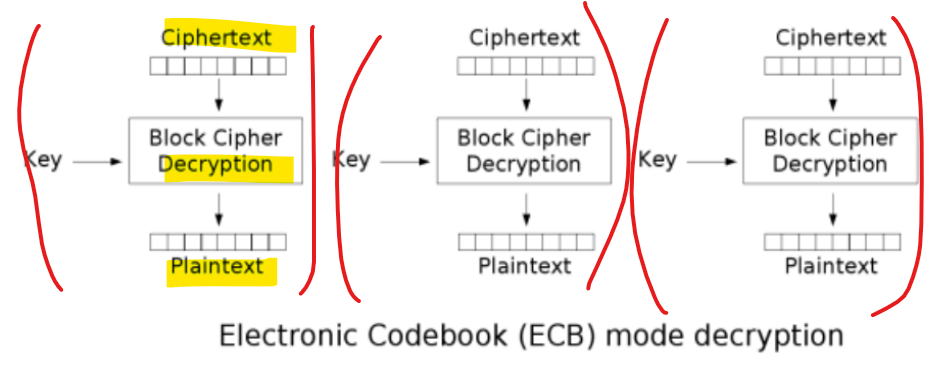 Ciphertext Ciphertext Ciphertext
Block Cipher Block Cipher Block Cipher
Key Decryption Key Decryption Key Decryption
Plaintext Plaintext Plaintext
Electronic Codebook (ECB) mode decryption